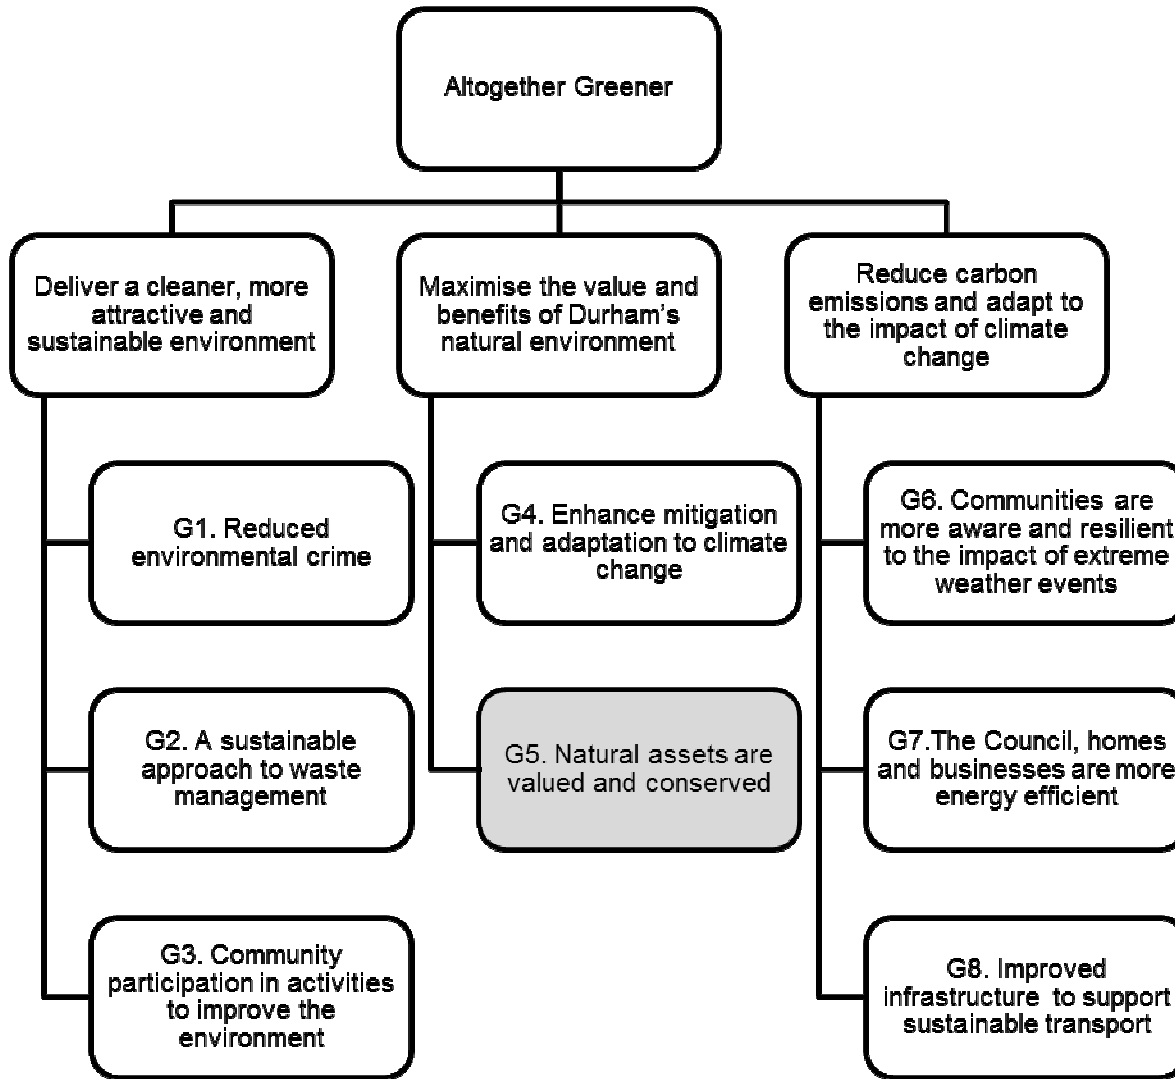 Altogether Greener
Deliver a cleaner, more
attractive and
sustainable environment
Maximise the value and
benefits of Durham's
natural environment
Reduce carbon
emissions and adapt to
the impact of climate
change
G1. Reduced
environmental crime
G2. A sustainable
approach to waste
management
G3. Community
participation in activities
to improve the
environment
G4. Enhance mitigation
and adaptation to climate
change
G5. Natural assets are
valued and conserved
G6. Communities are
more aware and resilient
to the impact of extreme
weather events
G7.The Council, homes
and businesses are more
energy efficient
G8. Improved
infrastructure to support
sustainable transport